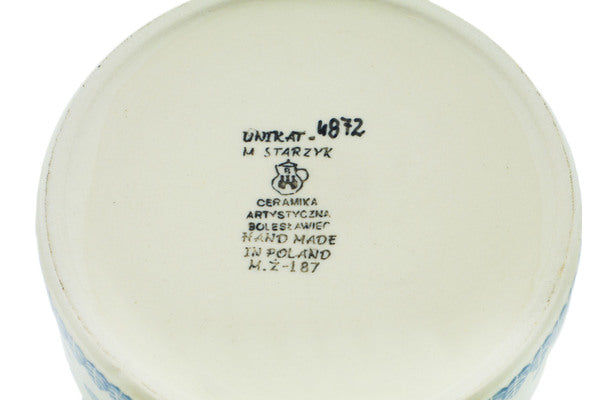 UNIKAT-4872
M STARZYK
CERAMIKA
ARTYSTYCZNA
BOLESŁAWIEC
HAND MADE
IN POLAND
M.Ż-187